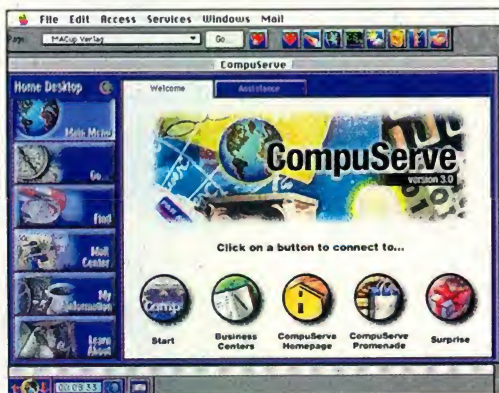 File Edit Access Services Windows Mail
Page: MACup Verlag Go...
CompuServe
Home Desktop
Welcome Assistance
Main Menu
Go...
Find
Mail Center
My Information
Learn About
CompuServe
version 3.0
Click on a button to connect to...
Start
Business Centers
CompuServe Homepage
CompuServe Promenade
Surprise
00:09:33